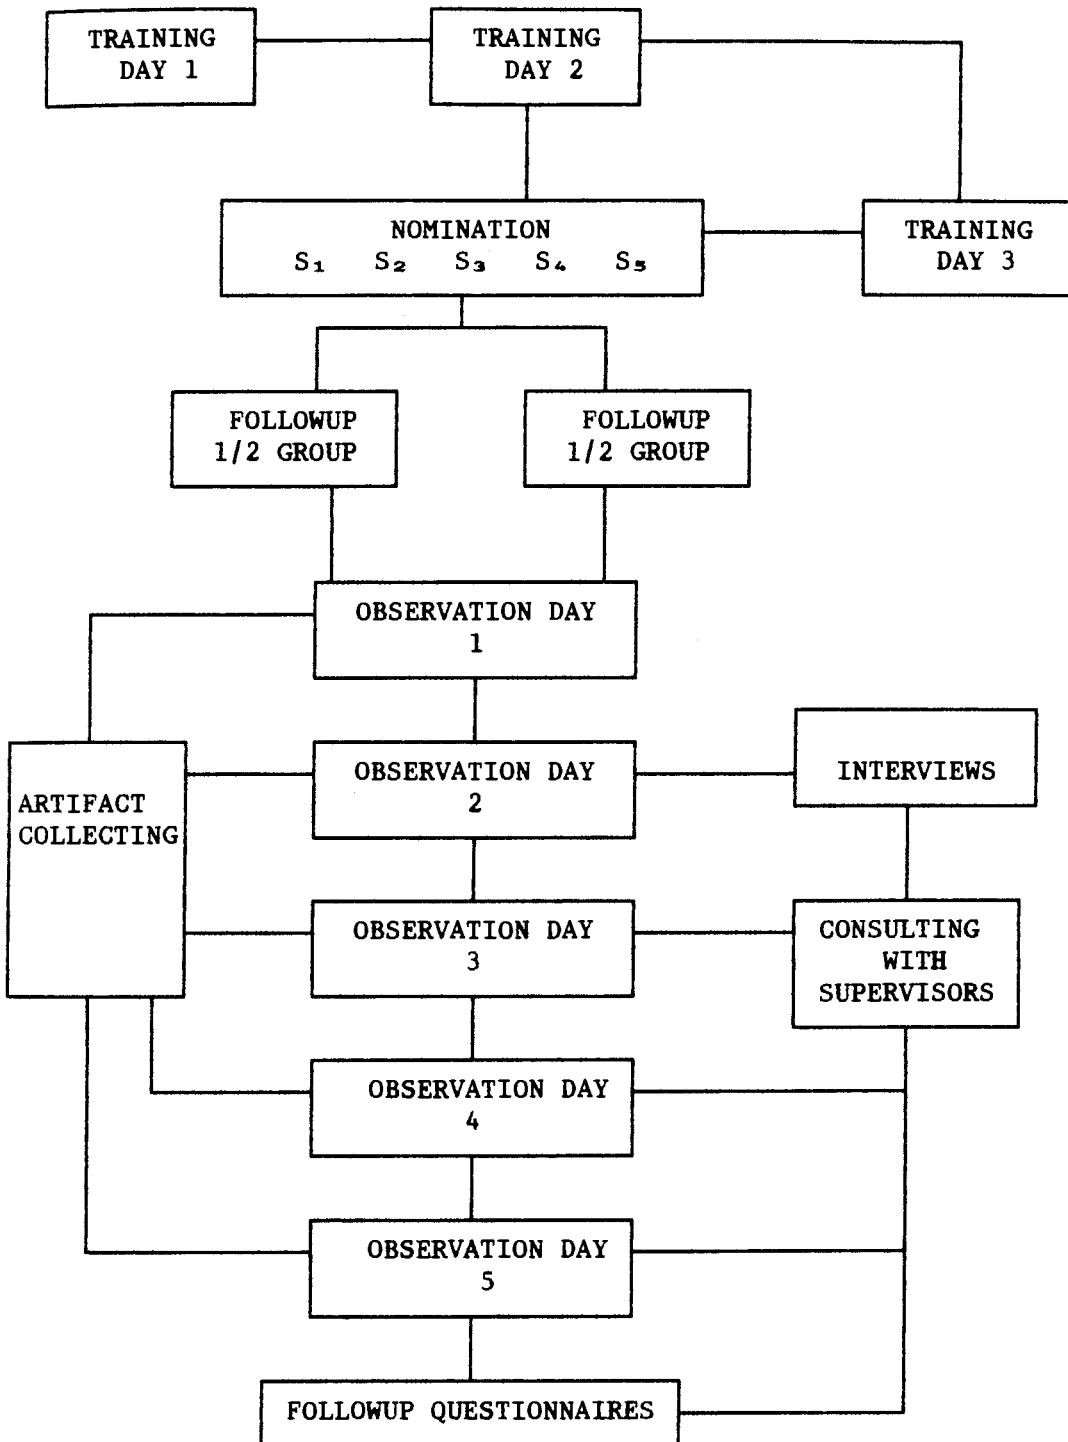 TRAINING
DAY 1
TRAINING
DAY 2
NOMINATION
S₁ S₂ S₃ S₄ S₅
TRAINING
DAY 3
FOLLOWUP
1/2 GROUP
FOLLOWUP
1/2 GROUP
OBSERVATION DAY
1
ARTIFACT
COLLECTING
OBSERVATION DAY
2
INTERVIEWS
OBSERVATION DAY
3
CONSULTING
WITH
SUPERVISORS
OBSERVATION DAY
4
OBSERVATION DAY
5
FOLLOWUP QUESTIONNAIRES